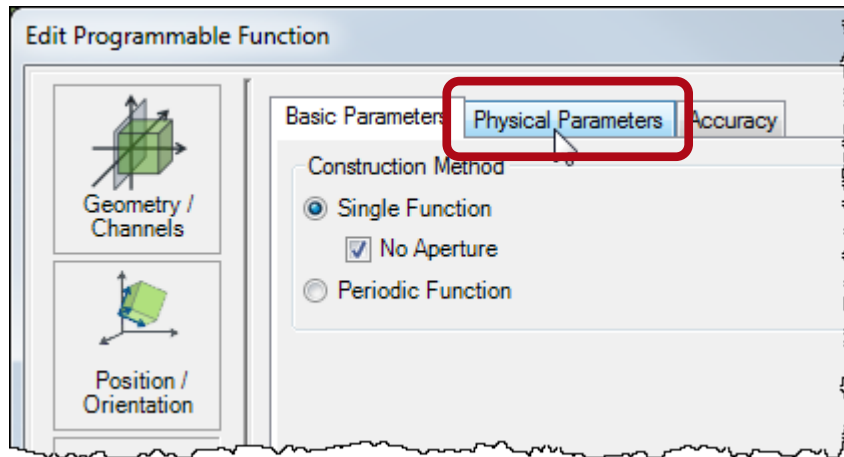 Edit Programmable Function
Basic Parameters
Physical Parameters
Accuracy
Geometry /
Channels
Construction Method
Single Function
No Aperture
Periodic Function
Position /
Orientation